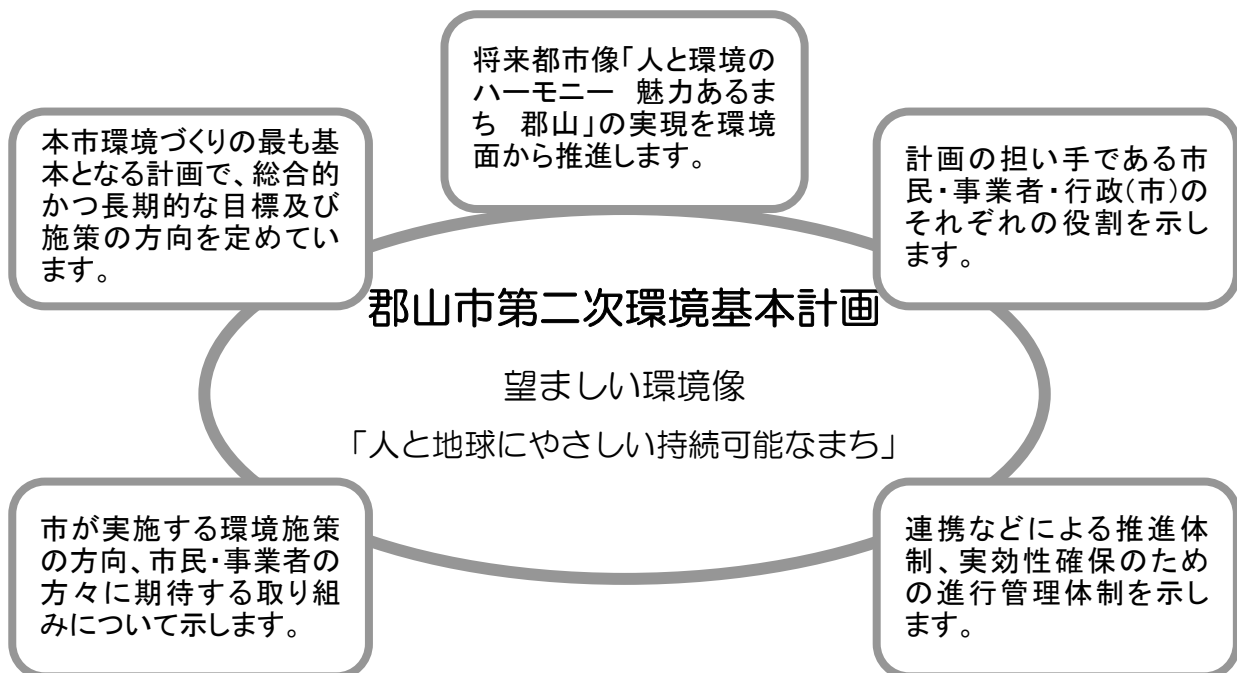 将来都市像「人と環境の
ハーモニー　魅力あるま
ち　郡山」の実現を環境
面から推進します。
本市環境づくりの最も基
本となる計画で、総合的
かつ長期的な目標及び
施策の方向を定めてい
ます。
計画の担い手である市
民・事業者・行政(市)の
それぞれの役割を示し
ます。
郡山市第二次環境基本計画
望ましい環境像
「人と地球にやさしい持続可能なまち」
市が実施する環境施策
の方向、市民・事業者の
方々に期待する取り組
みについて示します。
連携などによる推進体
制、実効性確保のため
の進行管理体制を示し
ます。